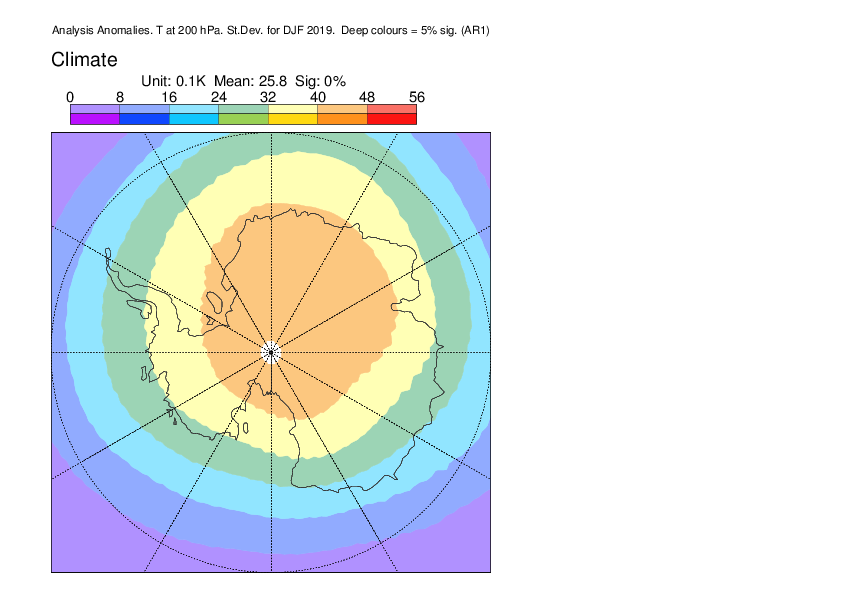 Analysis Anomalies. T at 200 hPa. St.Dev. for DJF 2019.  Deep colours = 5% sig. (AR1)
Climate
Unit: 0.1K  Mean: 25.8  Sig: 0%
0 8 16 24 32 40 48 56